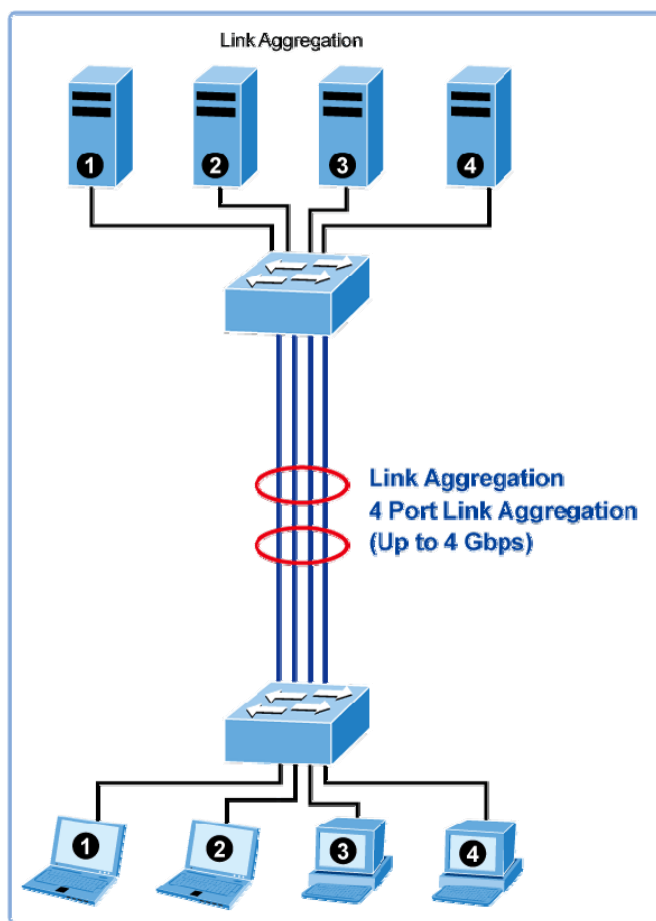 Link Aggregation
1 2 3 4
Link Aggregation
4 Port Link Aggregation
(Up to 4 Gbps)
1 2 3 4